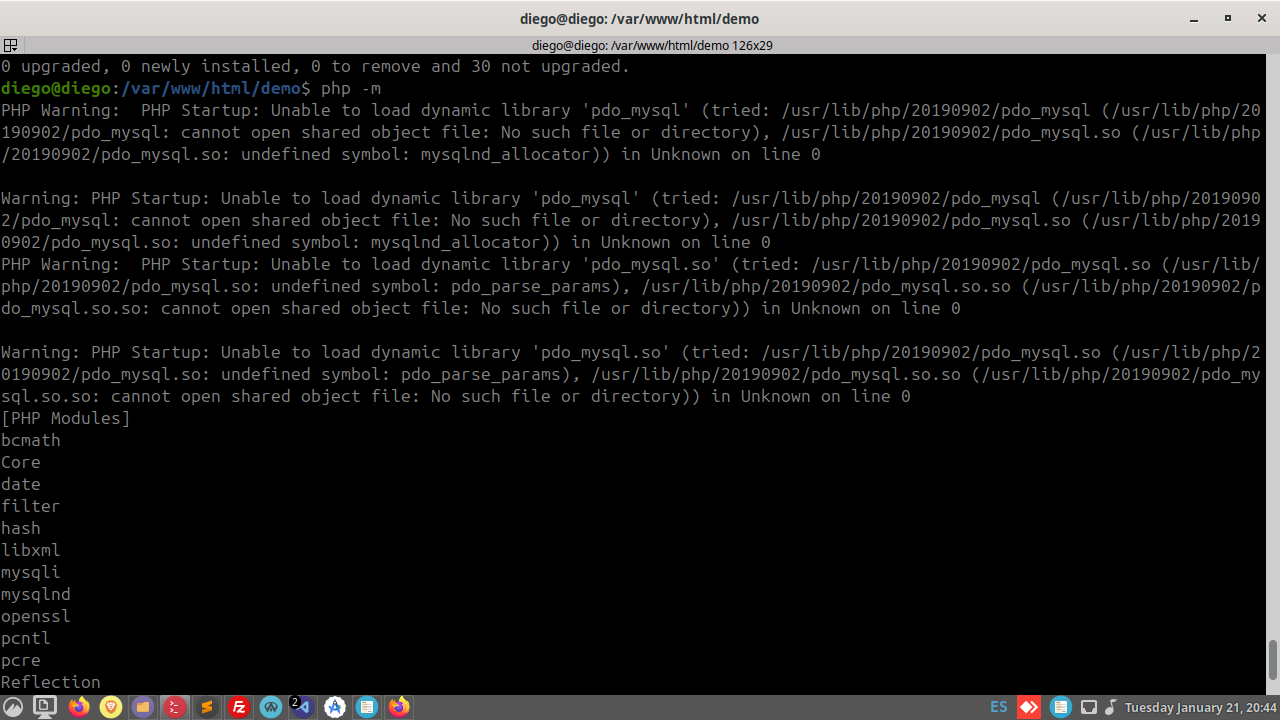 diego@diego: /var/www/html/demo
diego@diego: /var/www/html/demo 126x29
0 upgraded, 0 newly installed, 0 to remove and 30 not upgraded.
diego@diego:/var/www/html/demo$ php -m
PHP Warning:  PHP Startup: Unable to load dynamic library 'pdo_mysql' (tried: /usr/lib/php/20190902/pdo_mysql (/usr/lib/php/20
190902/pdo_mysql: cannot open shared object file: No such file or directory), /usr/lib/php/20190902/pdo_mysql.so (/usr/lib/php
/20190902/pdo_mysql.so: undefined symbol: mysqlnd_allocator)) in Unknown on line 0
Warning: PHP Startup: Unable to load dynamic library 'pdo_mysql' (tried: /usr/lib/php/20190902/pdo_mysql (/usr/lib/php/2019090
2/pdo_mysql: cannot open shared object file: No such file or directory), /usr/lib/php/20190902/pdo_mysql.so (/usr/lib/php/2019
0902/pdo_mysql.so: undefined symbol: mysqlnd_allocator)) in Unknown on line 0
PHP Warning:  PHP Startup: Unable to load dynamic library 'pdo_mysql.so' (tried: /usr/lib/php/20190902/pdo_mysql.so (/usr/lib/
php/20190902/pdo_mysql.so: undefined symbol: pdo_parse_params), /usr/lib/php/20190902/pdo_mysql.so.so (/usr/lib/php/20190902/p
do_mysql.so.so: cannot open shared object file: No such file or directory)) in Unknown on line 0
Warning: PHP Startup: Unable to load dynamic library 'pdo_mysql.so' (tried: /usr/lib/php/20190902/pdo_mysql.so (/usr/lib/php/2
0190902/pdo_mysql.so: undefined symbol: pdo_parse_params), /usr/lib/php/20190902/pdo_mysql.so.so (/usr/lib/php/20190902/pdo_my
sql.so.so: cannot open shared object file: No such file or directory)) in Unknown on line 0
[PHP Modules]
bcmath
Core
date
filter
hash
libxml
mysqli
mysqlnd
openssl
pcntl
pcre
Reflection
2
ES
Tuesday January 21, 20:44